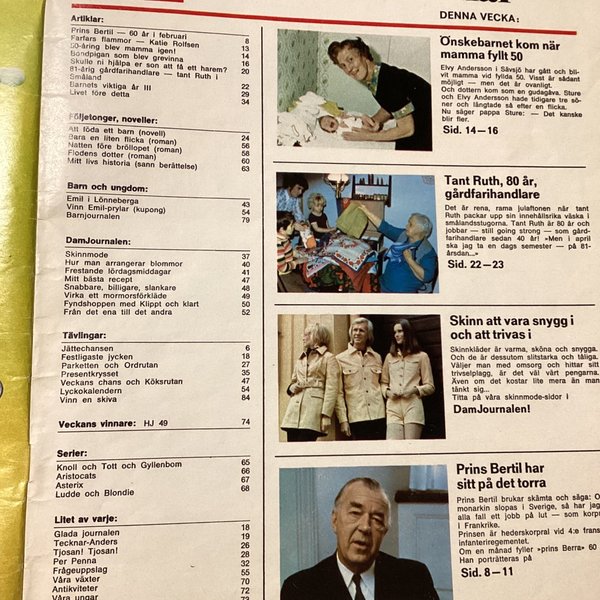 DENNA VECKA:
Artiklar:
Prins Bertil — 60 år i februari 8
Farfars flammor — Katie Rolfsen 13
50-åring blev mamma igen! 14
Bondpigan som blev grevinna 16
Skulle ni hjälpa er son att få ett harem? 20
81-årig gårdfarihandlare — tant Ruth i
Småland 22
Barnets viktiga år III 29
Livet före detta 34
Följetonger, noveller:
Att föda ett barn (novell) 24
Bara en liten flicka (roman) 56
Natten före bröllopet (roman) 58
Flodens dotter (roman) 60
Mitt livs historia (sann berättelse) 63
Barn och ungdom:
Emil i Lönneberga 43
Vinn Emil-prylar (kupong) 54
Barnjournalen 79
DamJournalen:
Skinnmode 37
Hur man arrangerar blommor 40
Frestande lördagsmiddagar 41
Mitt bästa recept 47
Snabbare, billigare, slankare 48
Virka ett mormorsförkläde 49
Fyndshoppen med Klippt och klart 50
Från det ena till det andra 52
Tävlingar:
Jättechansen 6
Festligaste jycken 18
Parketten och Ordrutan 27
Presentkrysset 35
Veckans chans och Köksrutan 47
Lyckokalendern 54
Vinn en skiva 84
Veckans vinnare: HJ 49 74
Serier:
Knoll och Tott och Gyllenbom 65
Aristocats 66
Asterix 67
Ludde och Blondie 68
Litet av varje:
Glada journalen 18
Tecknar-Anders 19
Tjosan! Tjosan! 26
Per Penna 28
Frågeuppslag 32
Våra växter 55
Antikviteter 70
Våra ungar 72
73
Önskebarnet kom när
mamma fyllt 50
Elvy Andersson i Sävsjö har gått och bli-
vit mamma vid fyllda 50. Visst är sådant
möjligt — men det är ovanligt.
Och dottern kom som en gudagåva. Sture
och Elvy Andersson hade tidigare tre sö-
ner och längtade så efter en flicka.
Nu säger pappa Sture: — Det kanske
blir fler.
Sid. 14—16
Tant Ruth, 80 år,
gårdfarihandlare
Det är rena, rama julaftonen när tant
Ruth packar upp sin innehållsrika väska i
smålandsstugorna. Tant Ruth är 80 år och
jobbar — still going strong — som går-
farihandlare sedan 40 år! «Men i april
ska jag ta en dags semester — på 81-
årsdan...»
Sid. 22—23
Skinn att vara snygg i
och att trivas i
Skinnkläder är varma, sköna och snygga.
Och de är dessutom slitstarka och tåliga.
Väljer man med omsorg och hittar sitt
trivselplagg, är det väl värt pengarna.
Även om det kostar lite mera än man
tänkt sig...
Titta på våra skinnmode-sidor i
DamJournalen!
Prins Bertil har
sitt på det torra
Prins Bertil brukar skämta och säga: O
monarkin slopas i Sverige, så har jag
alla fall ett jobb på lut — som korpr
i Frankrike.
Prinsen är hederskorpral vid 4:e frans
infanteriregementet.
Om en månad fyller »prins Berra» 60
Han porträtteras på
Sid. 8—11